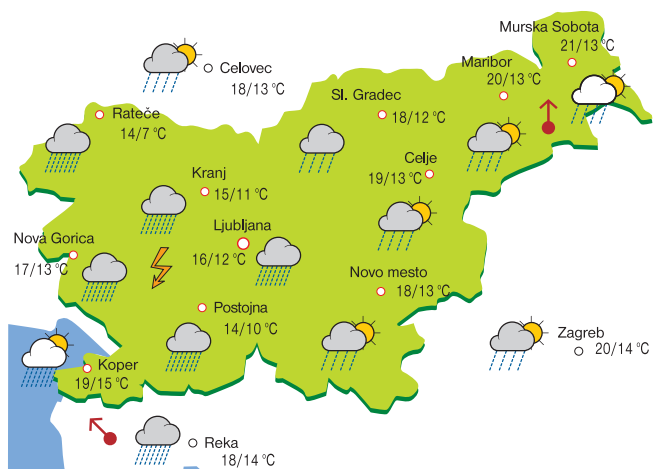 Murska Sobota
21/13 °C
Maribor
20/13 °C
Celovec
18/13 °C
Sl. Gradec
18/12 °C
Rateče
14/7 °C
Celje
19/13 °C
Kranj
15/11 °C
Ljubljana
16/12 °C
Nová Gorica
17/13 °C
Novo mesto
18/13 °C
Postojna
14/10 °C
Zagreb
20/14 °C
Koper
19/15 °C
Reka
18/14 °C